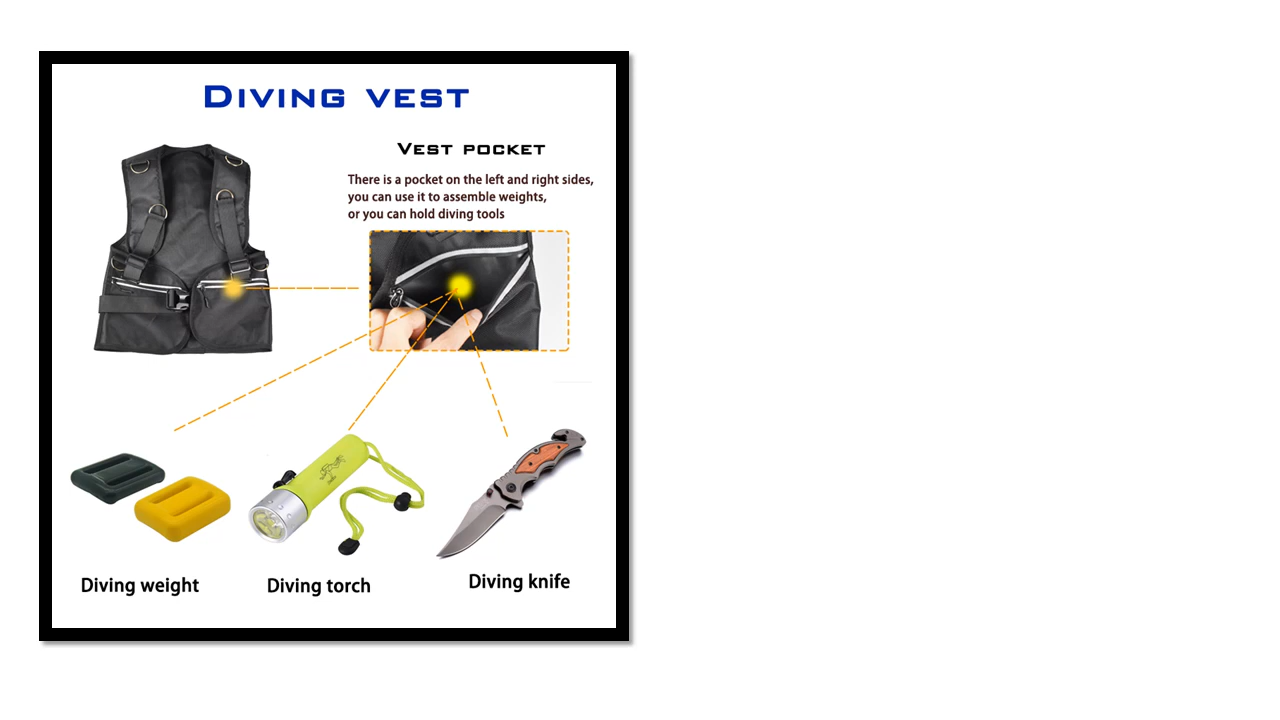 Diving vest
Vest pocket
There is a pocket on the left and right sides,
you can use it to assemble weights,
or you can hold diving tools
Diving weight
Diving torch
Diving knife